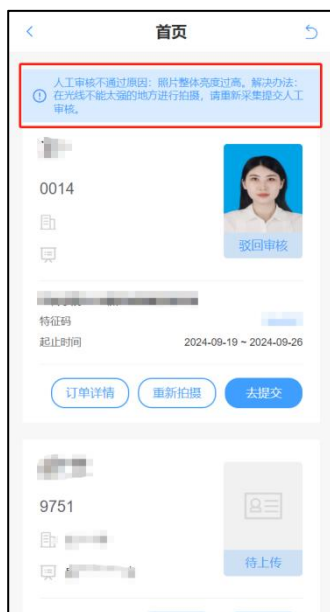 首页
人工审核不通过原因：照片整体亮度过高。解决办法：
在光线不能太强的地方进行拍摄，请重新采集提交人工
审核。
0014
驳回审核
特征码
起止时间 2024-09-19 ~ 2024-09-26
订单详情 重新拍摄 去提交
9751
待上传